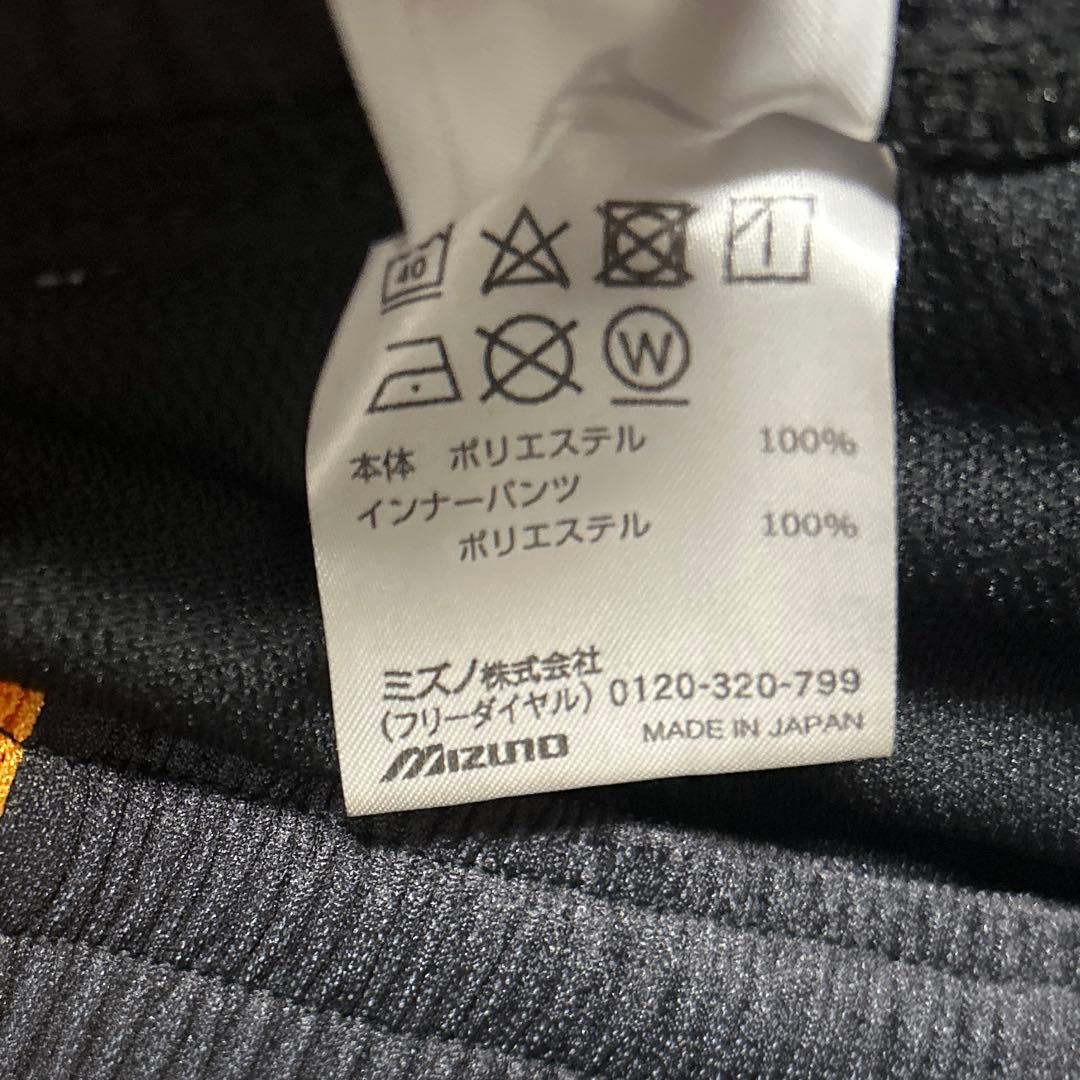 40
W
本体 ポリエステル 100%
インナーパンツ
ポリエステル 100%
ミズノ株式会社
(フリーダイヤル) 0120-320-799
MIZUNO MADE IN JAPAN